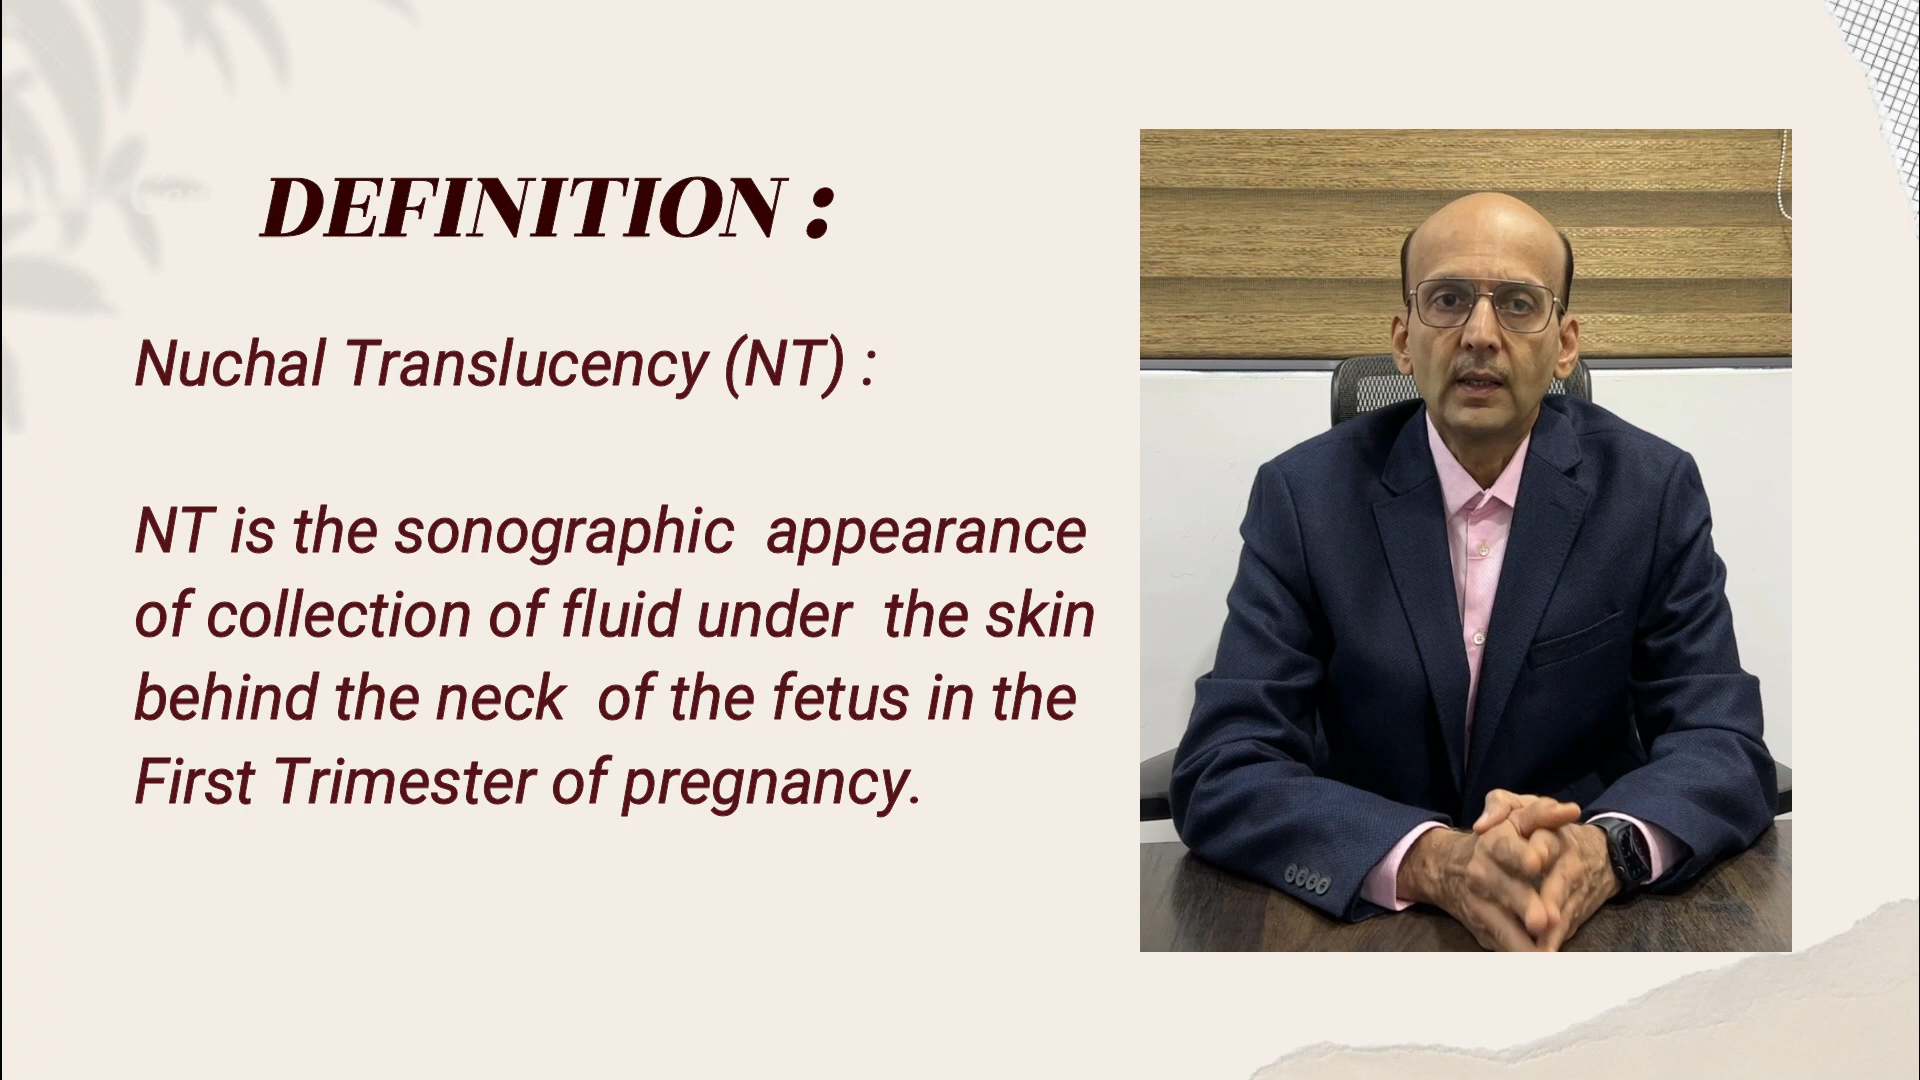 DEFINITION :
Nuchal Translucency (NT) :
NT is the sonographic appearance
of collection of fluid under the skin
behind the neck of the fetus in the
First Trimester of pregnancy.